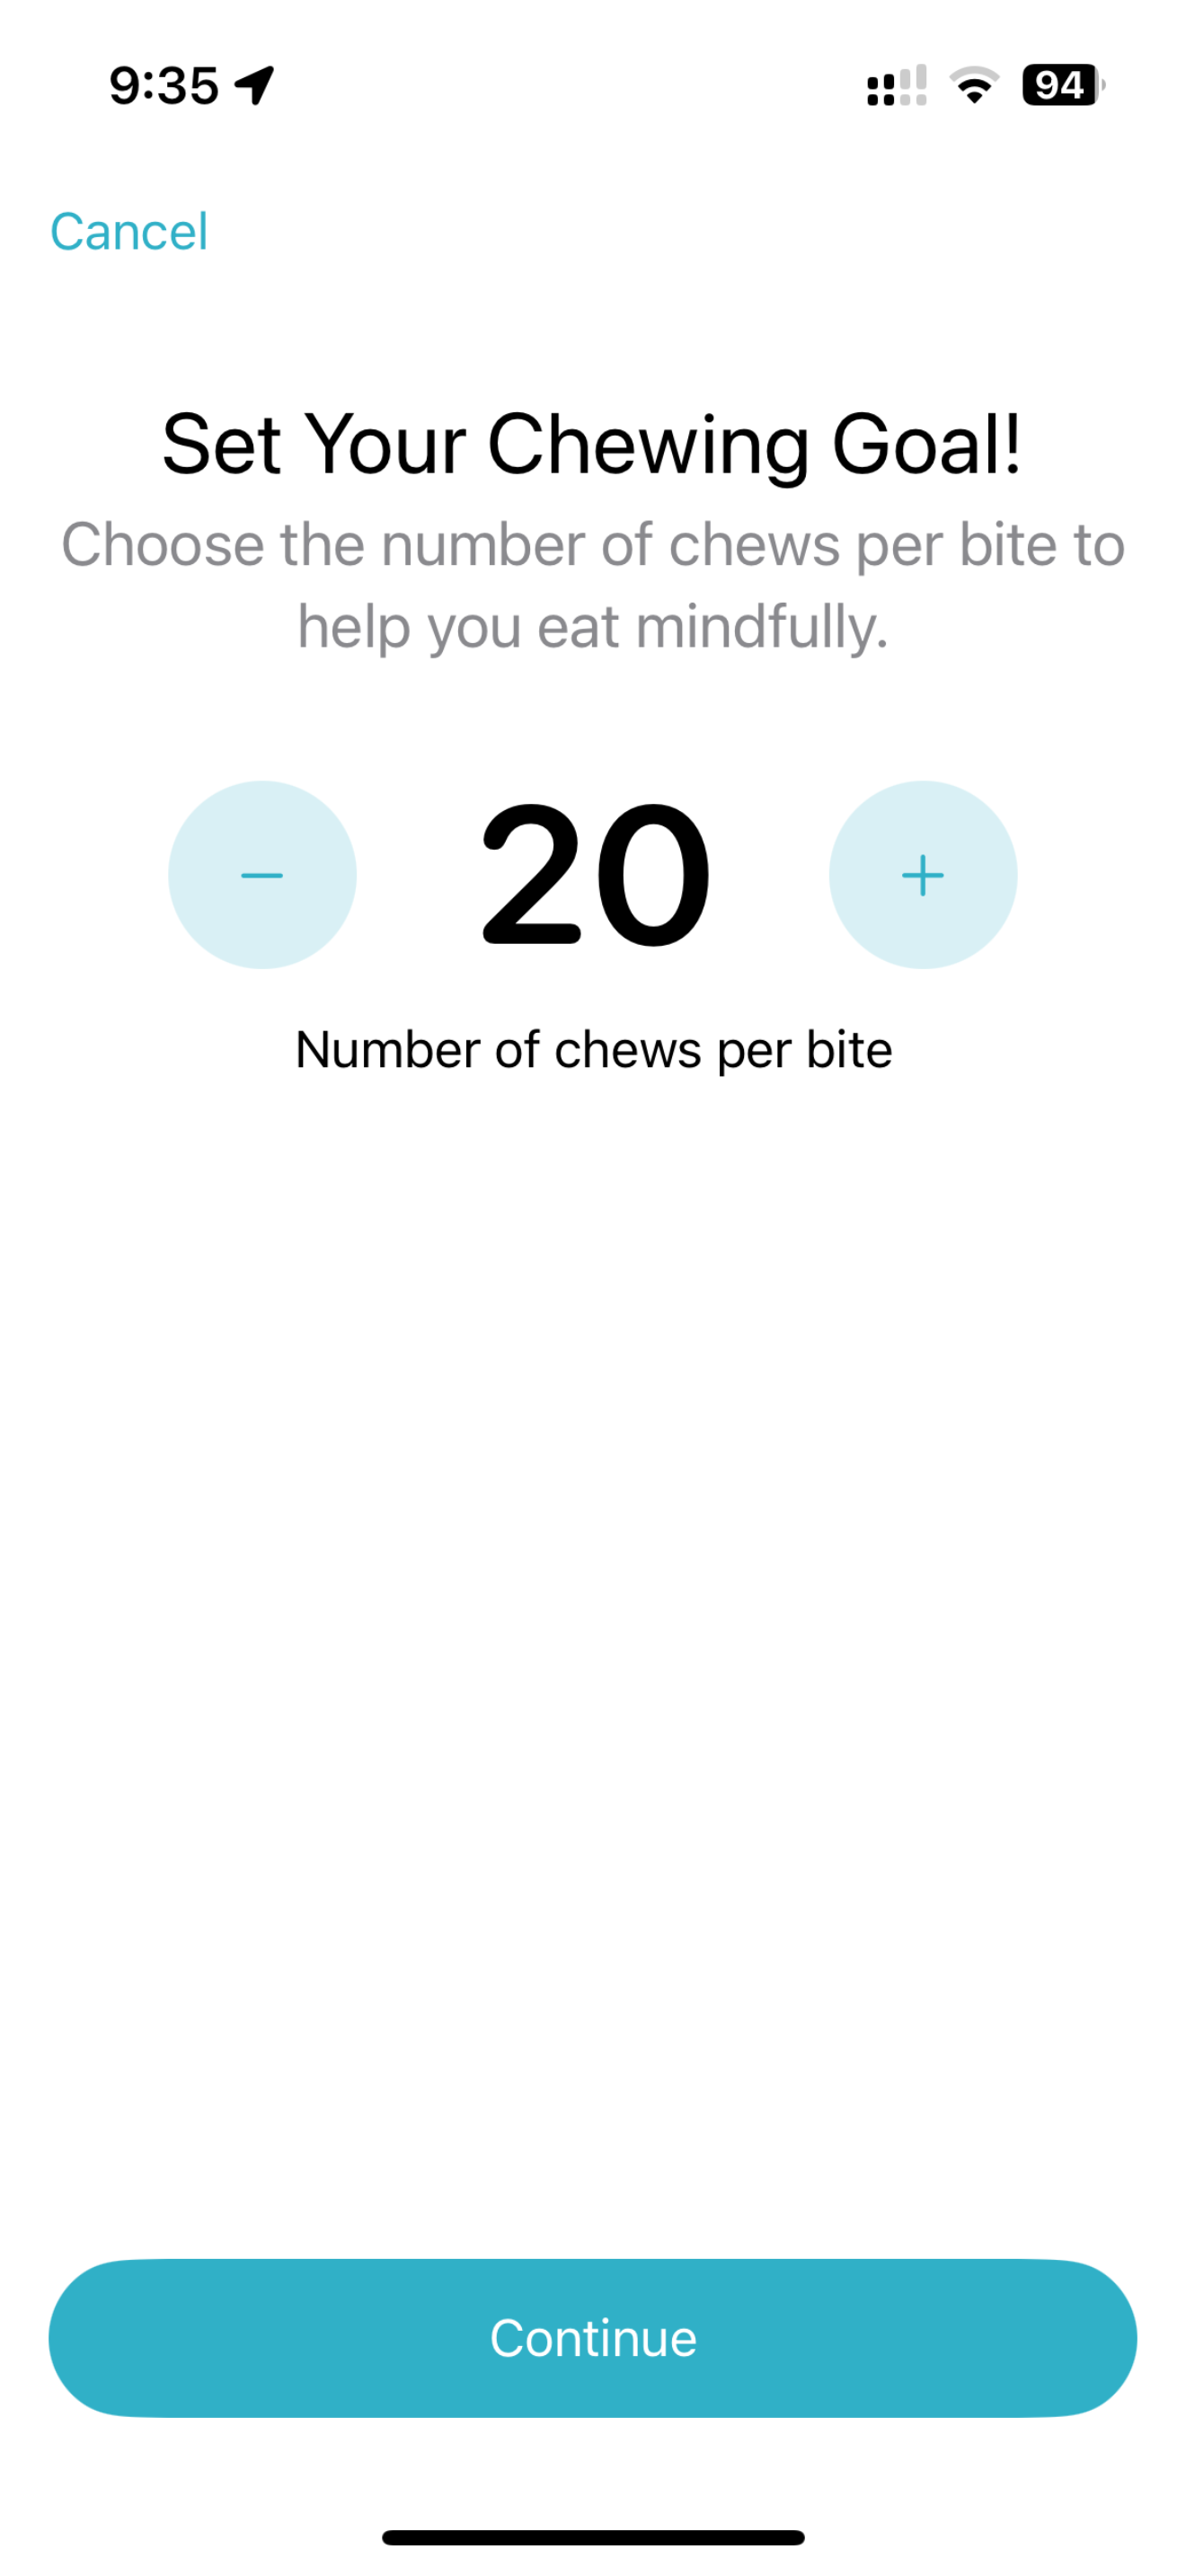 9:35
94
Cancel
Set Your Chewing Goal!
Choose the number of chews per bite to
help you eat mindfully.
20
Number of chews per bite
Continue